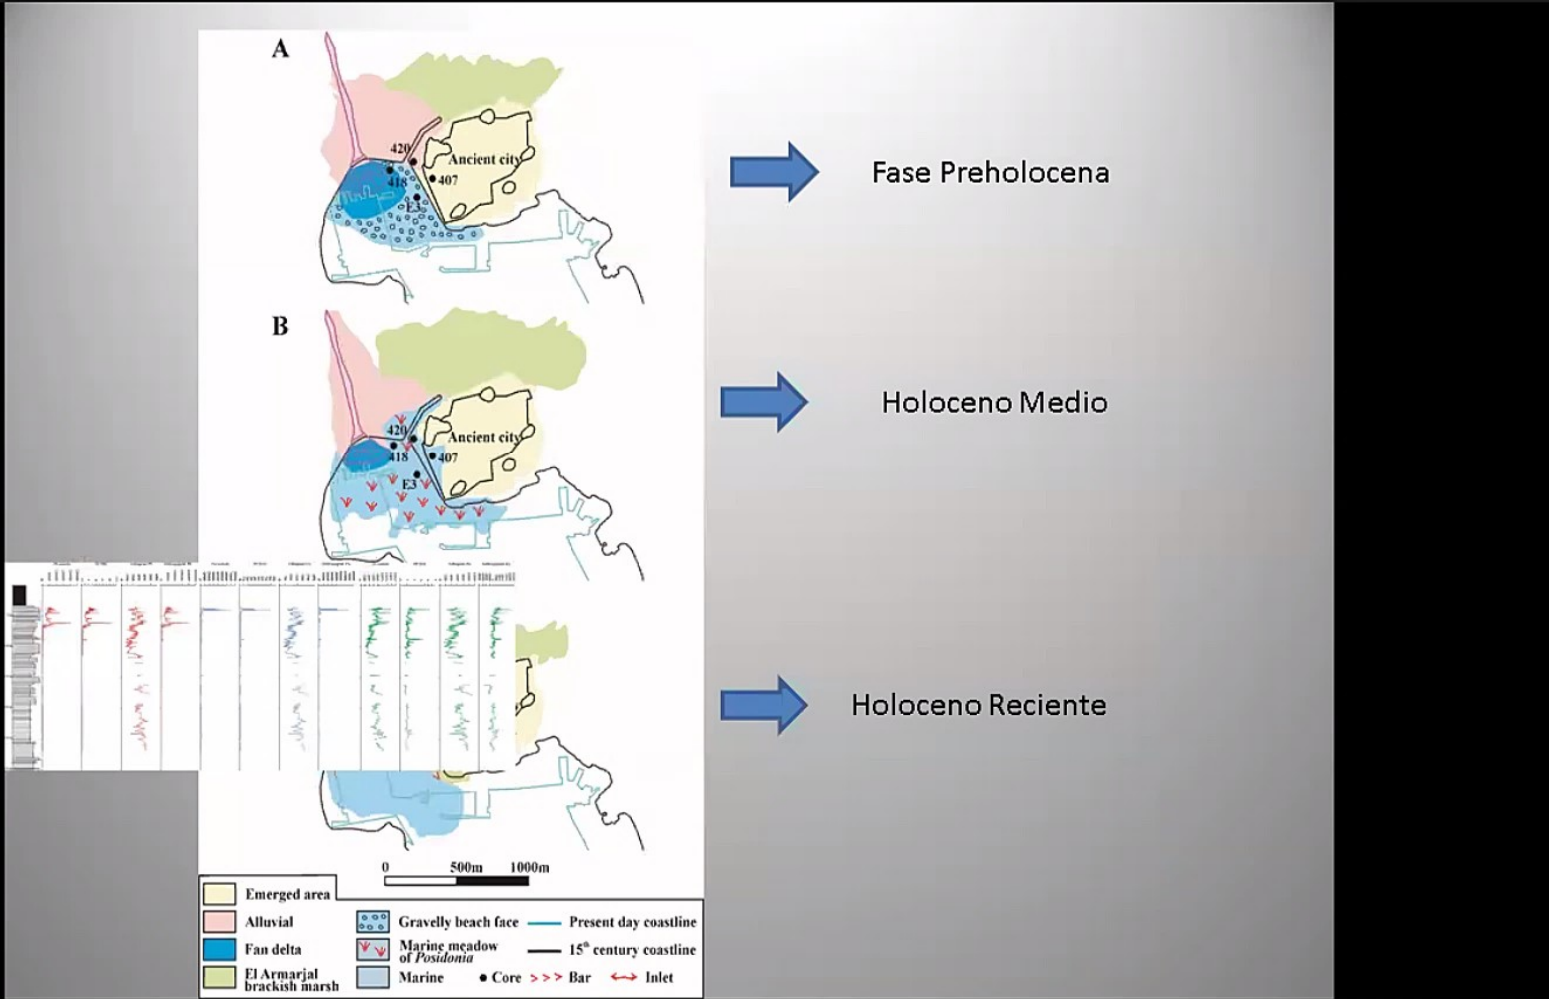 A
420
Ancient city
418
407
E3
Fase Preholocena
B
420
Ancient city
418
407
E3
Holoceno Medio
Holoceno Reciente
0 500m 1000m
Emerged area
Alluvial
Gravelly beach face
Present day coastline
Fan delta
Marine meadow
of Posidonia
15th century coastline
El Armarjal
brackish marsh
Marine
Core
Bar
Inlet